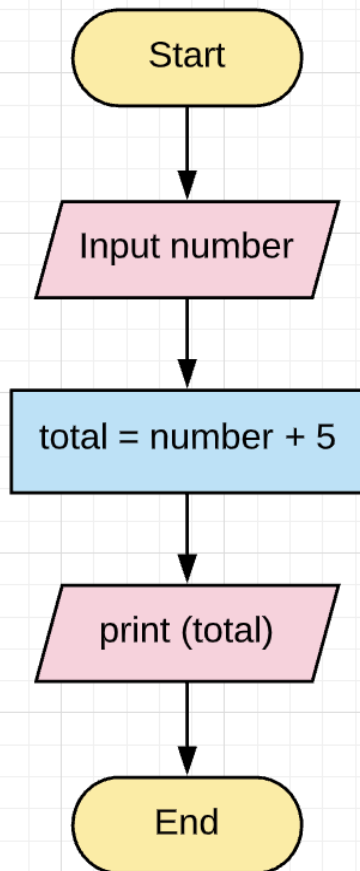 Start
Input number
total = number + 5
print (total)
End